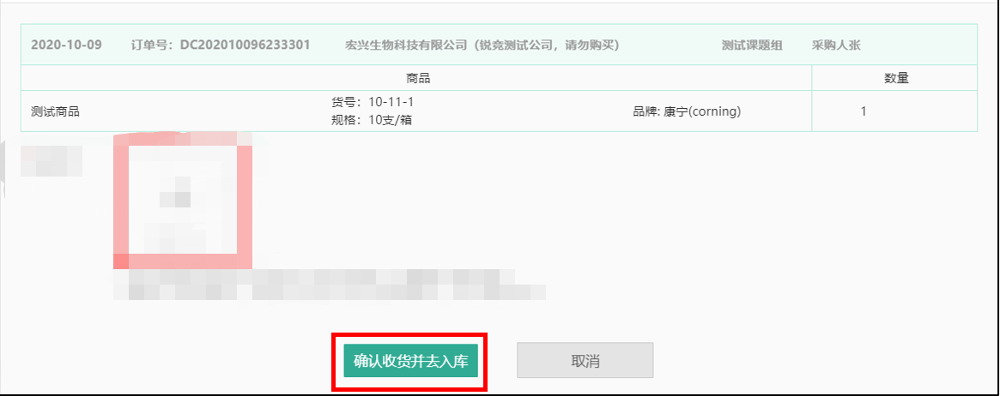 2020-10-09 订单号：DC202010096233301 宏兴生物科技有限公司（锐竞测试公司，请勿购买） 测试课题组 采购人张
商品 数量
测试商品 货号：10-11-1 品牌: 康宁(corning) 1
规格：10支/箱
确认收货并去入库 取消